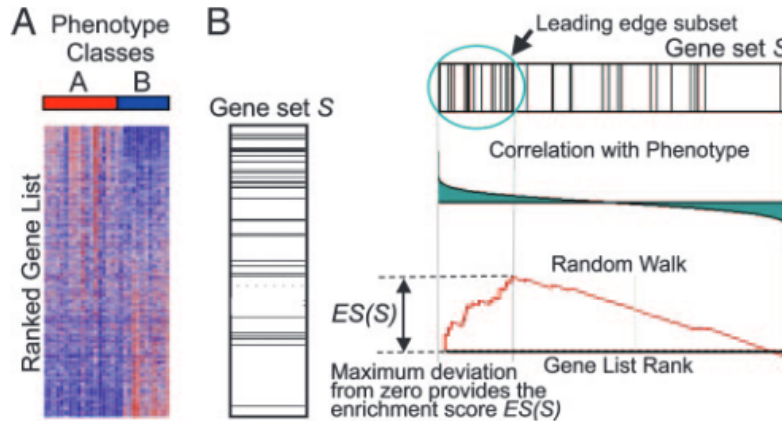 A
Phenotype
Classes
A B
Ranked Gene List
B
Gene set S
Leading edge subset
Gene set S
Correlation with Phenotype
Random Walk
ES(S)
Gene List Rank
Maximum deviation
from zero provides the
enrichment score ES(S)